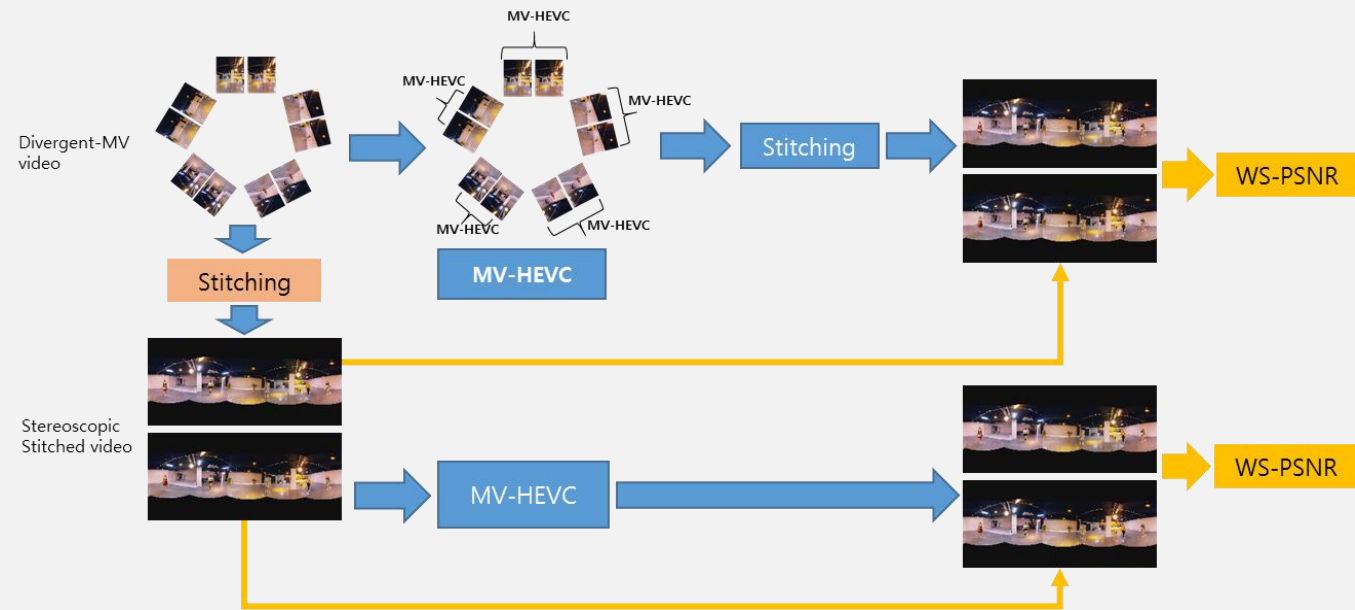 MV-HEVC
MV-HEVC
MV-HEVC
Divergent-MV
video
Stitching
WS-PSNR
MV-HEVC
MV-HEVC
MV-HEVC
Stitching
Stereoscopic
Stitched video
MV-HEVC
WS-PSNR